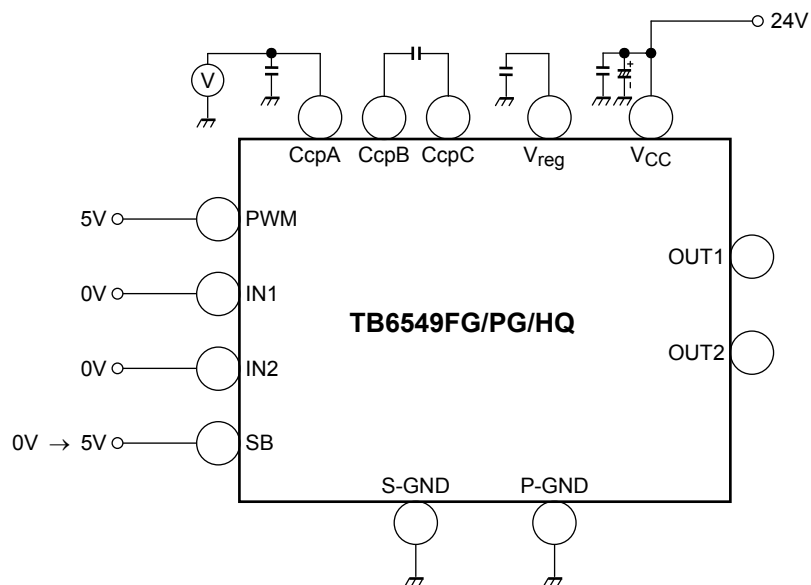 24V
V
CcpA CcpB CcpC Vreg VCC
5V PWM
OUT1
0V IN1
TB6549FG/PG/HQ
OUT2
0V IN2
0V → 5V SB
S-GND P-GND